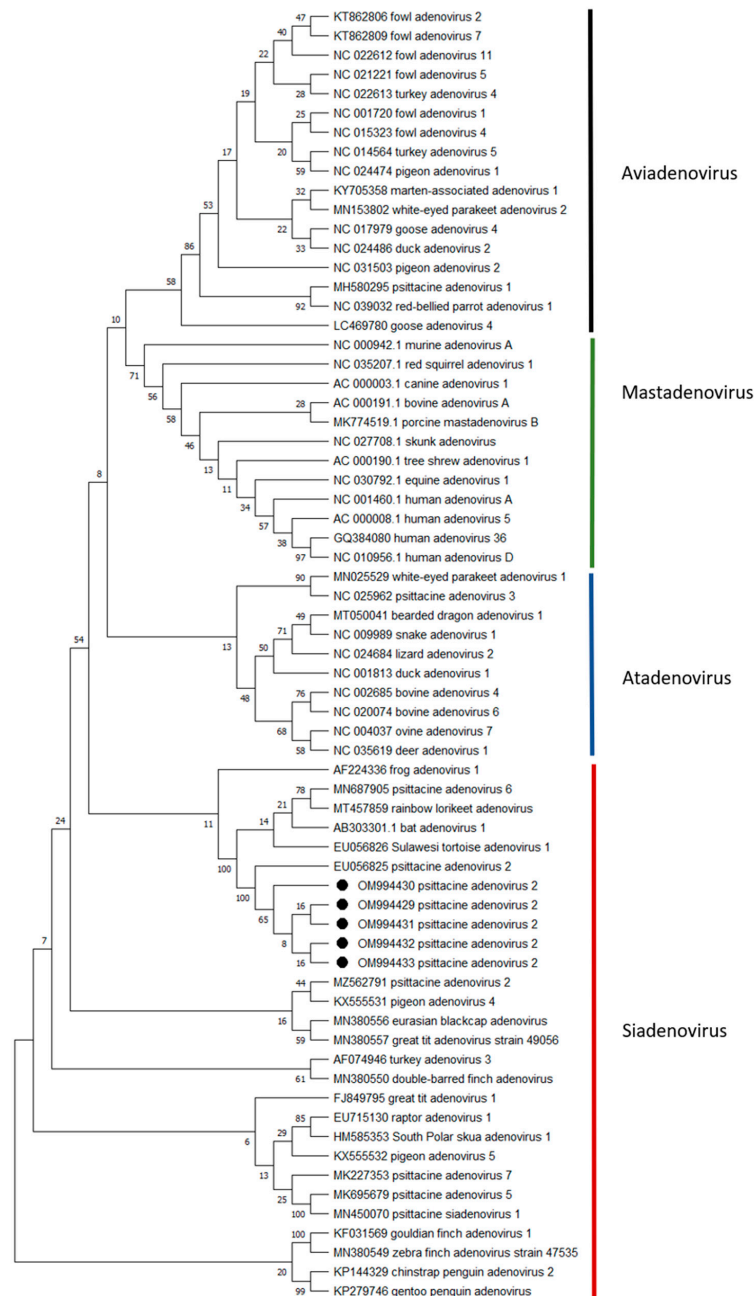 47 KT862806 fowl adenovirus 2
40 KT862809 fowl adenovirus 7
22 NC 022612 fowl adenovirus 11
NC 021221 fowl adenovirus 5
19 28 NC 022613 turkey adenovirus 4
25 NC 001720 fowl adenovirus 1
NC 015323 fowl adenovirus 4
17 20 NC 014564 turkey adenovirus 5
59 NC 024474 pigeon adenovirus 1
Aviadenovirus
32 KY705358 marten-associated adenovirus 1
53 MN153802 white-eyed parakeet adenovirus 2
22 NC 017979 goose adenovirus 4
86 33 NC 024486 duck adenovirus 2
NC 031503 pigeon adenovirus 2
58 MH580295 psittacine adenovirus 1
92 NC 039032 red-bellied parrot adenovirus 1
10 LC469780 goose adenovirus 4
NC 000942.1 murine adenovirus A
71 NC 035207.1 red squirrel adenovirus 1
56 AC 000003.1 canine adenovirus 1
Mastadenovirus
58 28 AC 000191.1 bovine adenovirus A
MK774519.1 porcine mastadenovirus B
46 NC 027708.1 skunk adenovirus
13 AC 000190.1 tree shrew adenovirus 1
8 11 NC 030792.1 equine adenovirus 1
34 NC 001460.1 human adenovirus A
57 AC 000008.1 human adenovirus 5
38 GQ384080 human adenovirus 36
97 NC 010956.1 human adenovirus D
90 MN025529 white-eyed parakeet adenovirus 1
NC 025962 psittacine adenovirus 3
49 MT050041 bearded dragon adenovirus 1
71 NC 009989 snake adenovirus 1
54 13 50 NC 024684 lizard adenovirus 2
NC 001813 duck adenovirus 1
Atadenovirus
48 76 NC 002685 bovine adenovirus 4
NC 020074 bovine adenovirus 6
68 NC 004037 ovine adenovirus 7
58 NC 035619 deer adenovirus 1
AF224336 frog adenovirus 1
78 MN687905 psittacine adenovirus 6
21 MT457859 rainbow lorikeet adenovirus
24 11 14 AB303301.1 bat adenovirus 1
EU056826 Sulawesi tortoise adenovirus 1
100 EU056825 psittacine adenovirus 2
100 OM994430 psittacine adenovirus 2
65 16 OM994429 psittacine adenovirus 2
OM994431 psittacine adenovirus 2
7 8 OM994432 psittacine adenovirus 2
16 OM994433 psittacine adenovirus 2
44 MZ562791 psittacine adenovirus 2
KX555531 pigeon adenovirus 4
16 MN380556 eurasian blackcap adenovirus
59 MN380557 great tit adenovirus strain 49056
Siadenovirus
AF074946 turkey adenovirus 3
61 MN380550 double-barred finch adenovirus
FJ849795 great tit adenovirus 1
85 EU715130 raptor adenovirus 1
29 HM585353 South Polar skua adenovirus 1
6 KX555532 pigeon adenovirus 5
13 MK227353 psittacine adenovirus 7
25 MK695679 psittacine adenovirus 5
100 MN450070 psittacine siadenovirus 1
100 KF031569 gouldian finch adenovirus 1
MN380549 zebra finch adenovirus strain 47535
20 KP144329 chinstrap penguin adenovirus 2
99 KP279746 gentoo penguin adenovirus